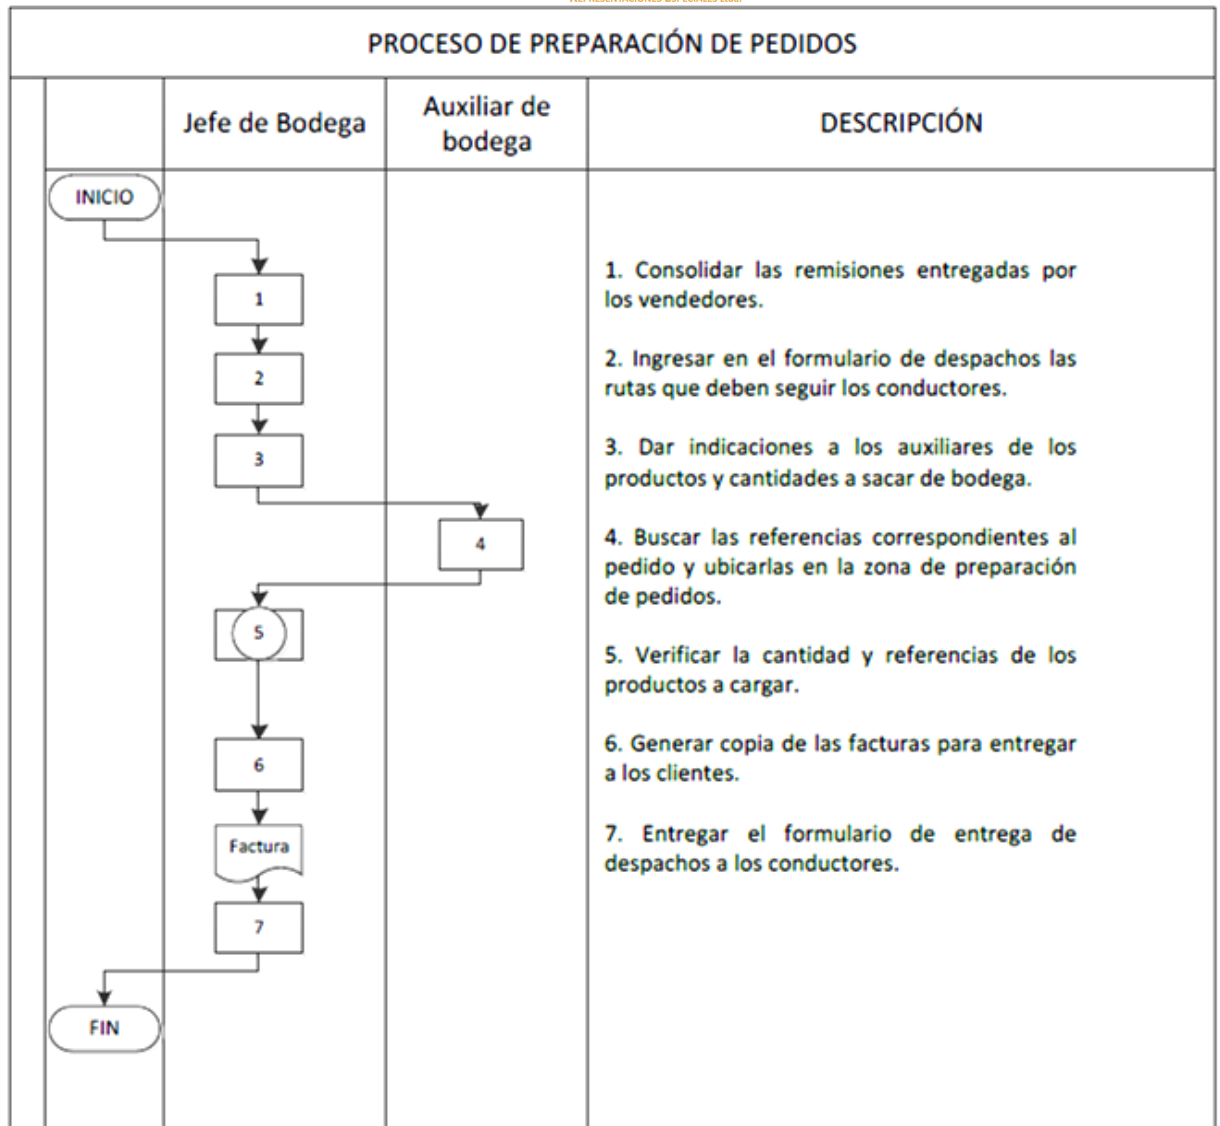 REPRESENTACIONES ESPECIALES Ltda.
PROCESO DE PREPARACIÓN DE PEDIDOS
Jefe de Bodega
Auxiliar de
bodega
DESCRIPCIÓN
INICIO
1
2
3
4
5
6
Factura
7
FIN
1. Consolidar las remisiones entregadas por
los vendedores.
2. Ingresar en el formulario de despachos las
rutas que deben seguir los conductores.
3. Dar indicaciones a los auxiliares de los
productos y cantidades a sacar de bodega.
4. Buscar las referencias correspondientes al
pedido y ubicarlas en la zona de preparación
de pedidos.
5. Verificar la cantidad y referencias de los
productos a cargar.
6. Generar copia de las facturas para entregar
a los clientes.
7. Entregar el formulario de entrega de
despachos a los conductores.